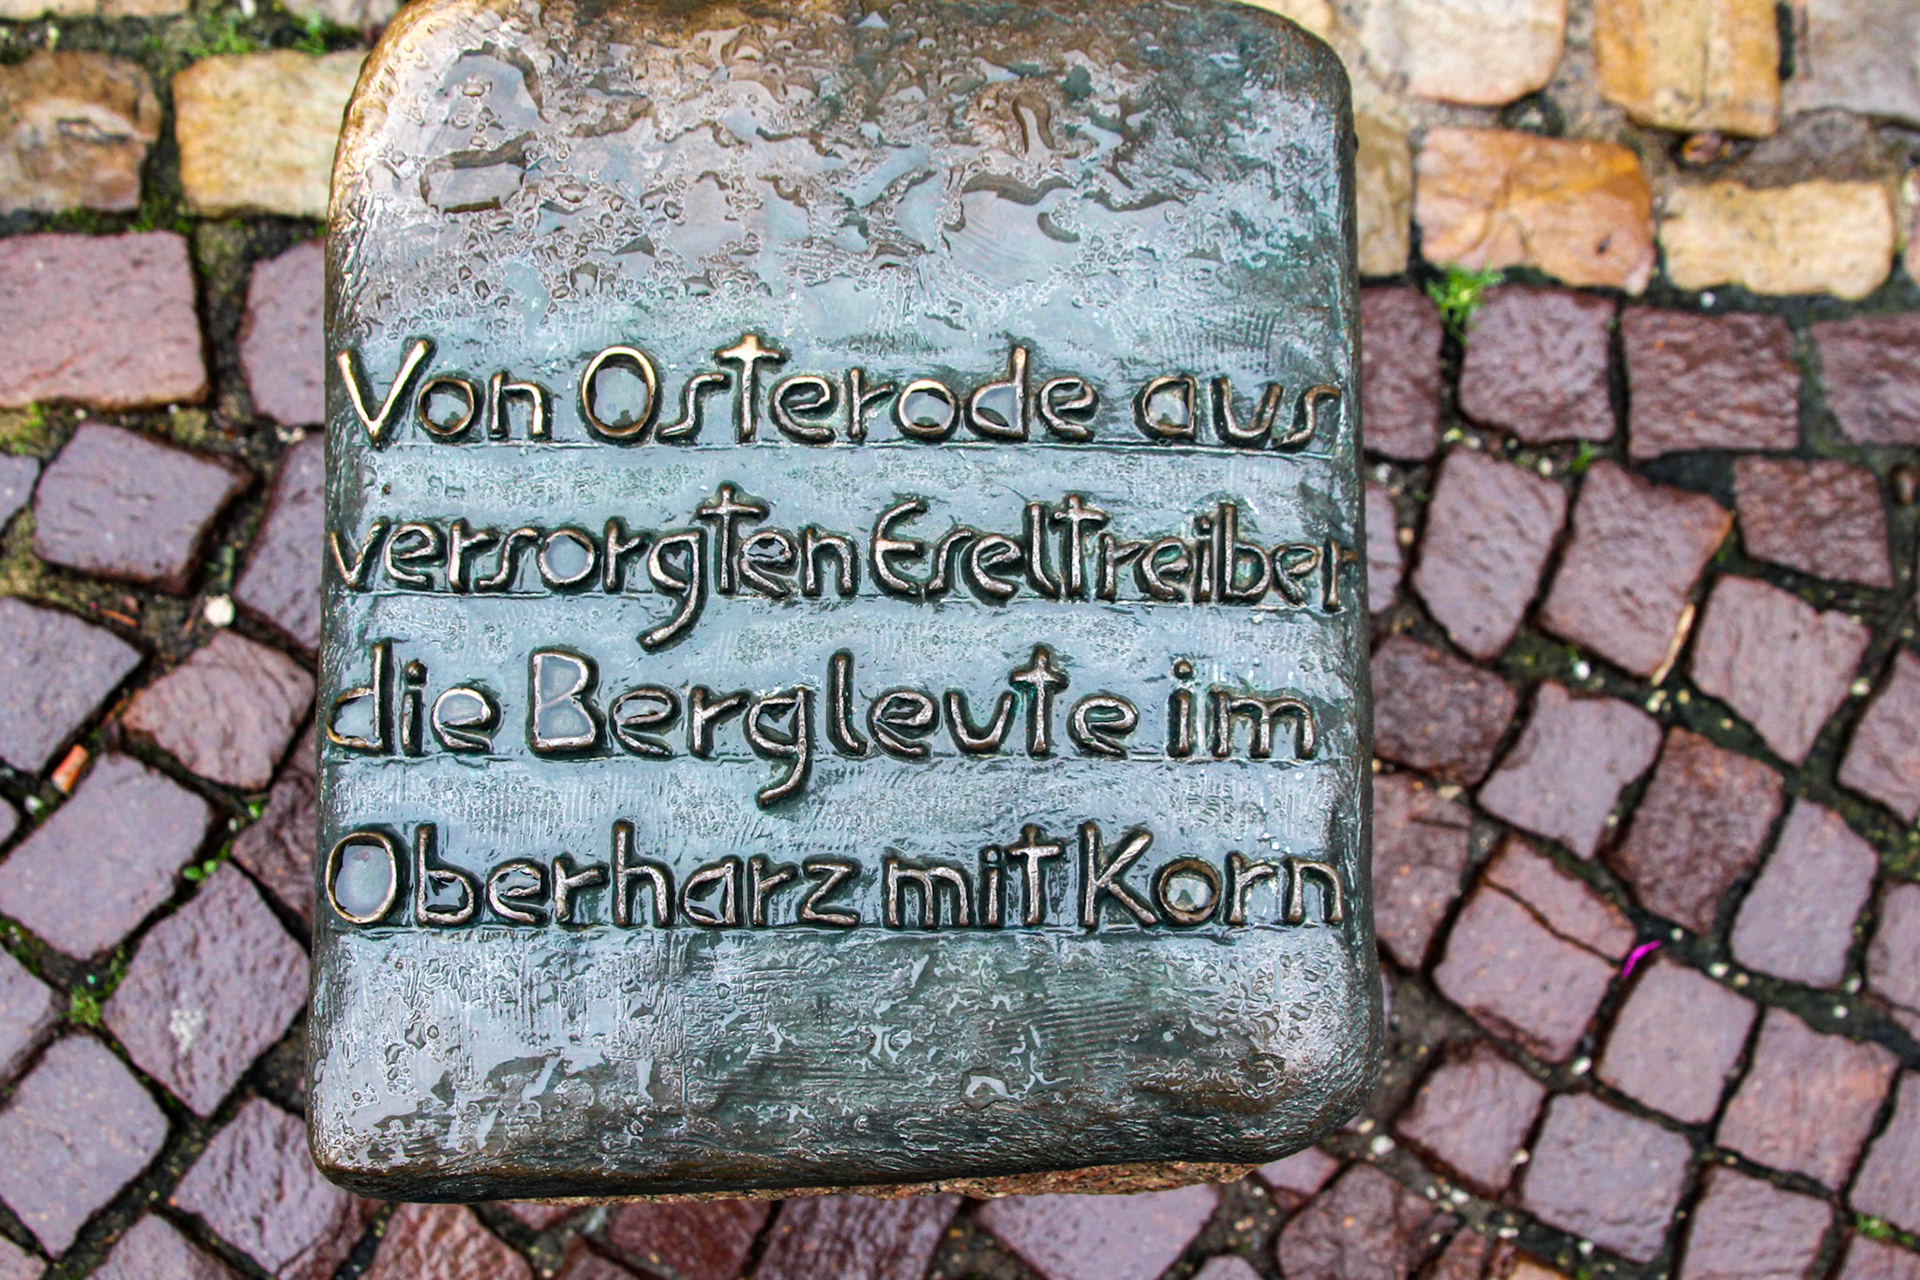 Von Osterode aus
versorgten Eseltreiber
die Bergleute im
Oberharz mit Korn